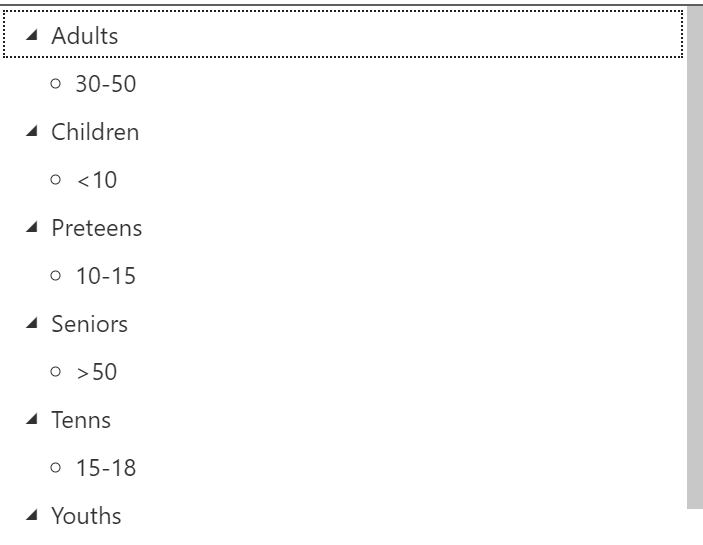 Adults
30-50
Children
<10
Preteens
10-15
Seniors
>50
Tenns
15-18
Youths